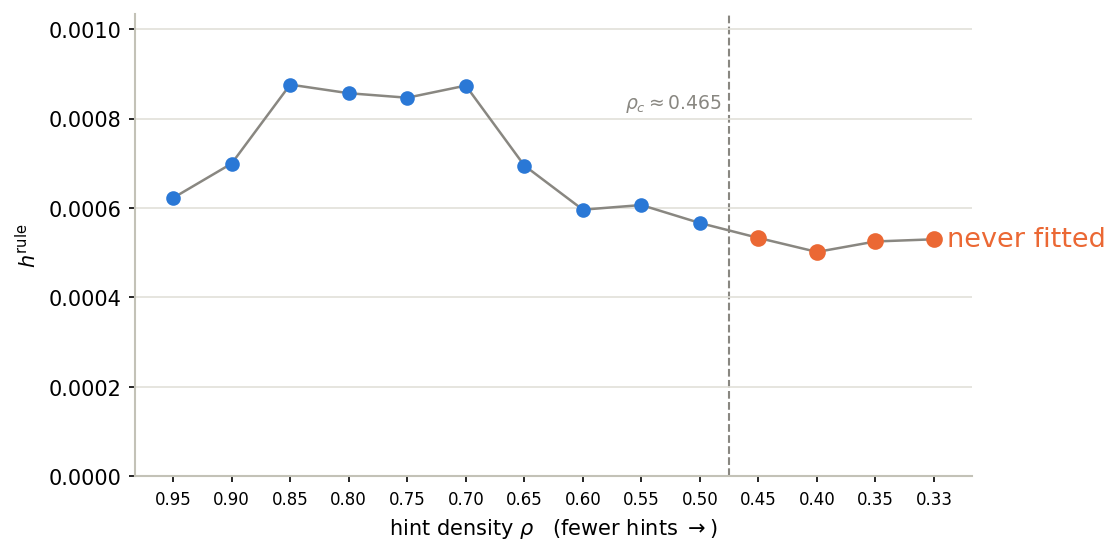 0.0010
0.0008
0.0006
0.0004
0.0002
0.0000
h^rule
ρc ≈ 0.465
never fitted
0.95 0.90 0.85 0.80 0.75 0.70 0.65 0.60 0.55 0.50 0.45 0.40 0.35 0.33
hint density ρ (fewer hints →)